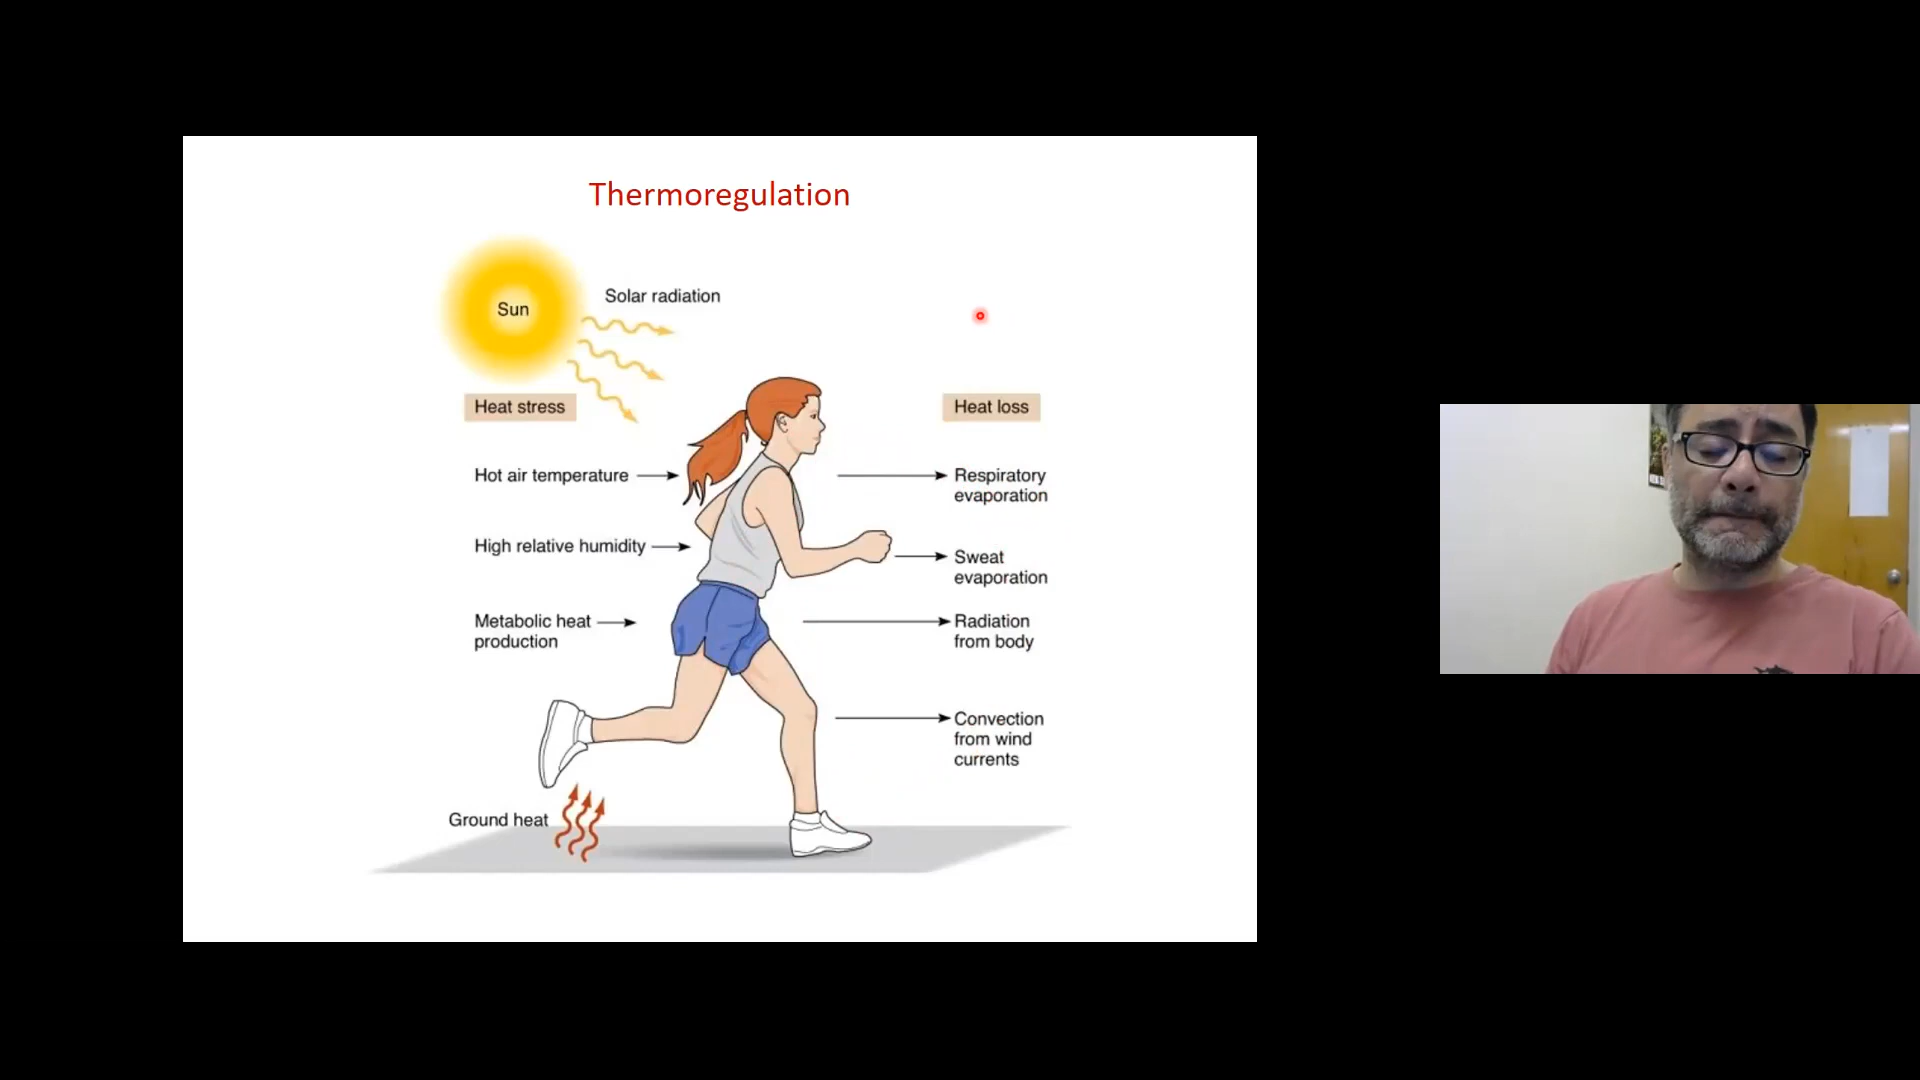 Thermoregulation
Sun
Solar radiation
Heat stress
Heat loss
Hot air temperature
Respiratory
evaporation
High relative humidity
Sweat
evaporation
Metabolic heat
production
Radiation
from body
Convection
from wind
currents
Ground heat